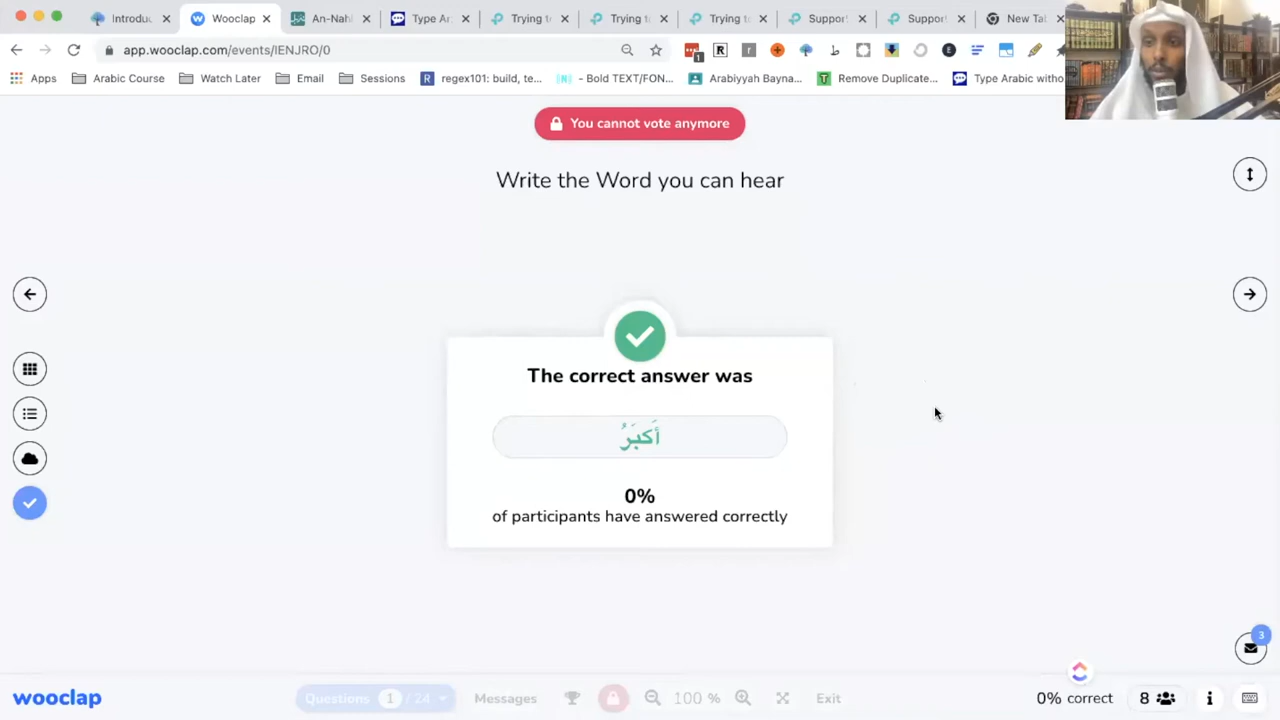 Introdu
Wooclap
An-Nahl
Type Ar
Trying t
Trying t
Trying t
Support
Support
New Tab
app.wooclap.com/events/IENJRO/0
1
Apps
Arabic Course
Watch Later
Email
Sessions
regex101: build, te...
- Bold TEXT/FON...
Arabiyyah Bayna...
Remove Duplicate...
Type Arabic witho
You cannot vote anymore
Write the Word you can hear
The correct answer was
أَكبَرُ
0%
of participants have answered correctly
3
wooclap
Questions 1 / 24
Messages
100 %
Exit
0% correct
8